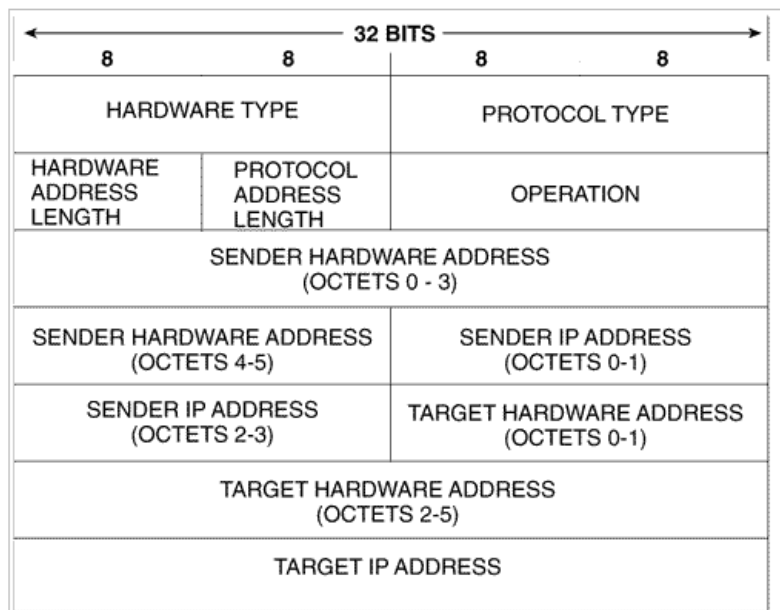 32 BITS
8 8 8 8
HARDWARE TYPE PROTOCOL TYPE
HARDWARE ADDRESS LENGTH PROTOCOL ADDRESS LENGTH OPERATION
SENDER HARDWARE ADDRESS
(OCTETS 0 - 3)
SENDER HARDWARE ADDRESS
(OCTETS 4-5)
SENDER IP ADDRESS
(OCTETS 0-1)
SENDER IP ADDRESS
(OCTETS 2-3)
TARGET HARDWARE ADDRESS
(OCTETS 0-1)
TARGET HARDWARE ADDRESS
(OCTETS 2-5)
TARGET IP ADDRESS